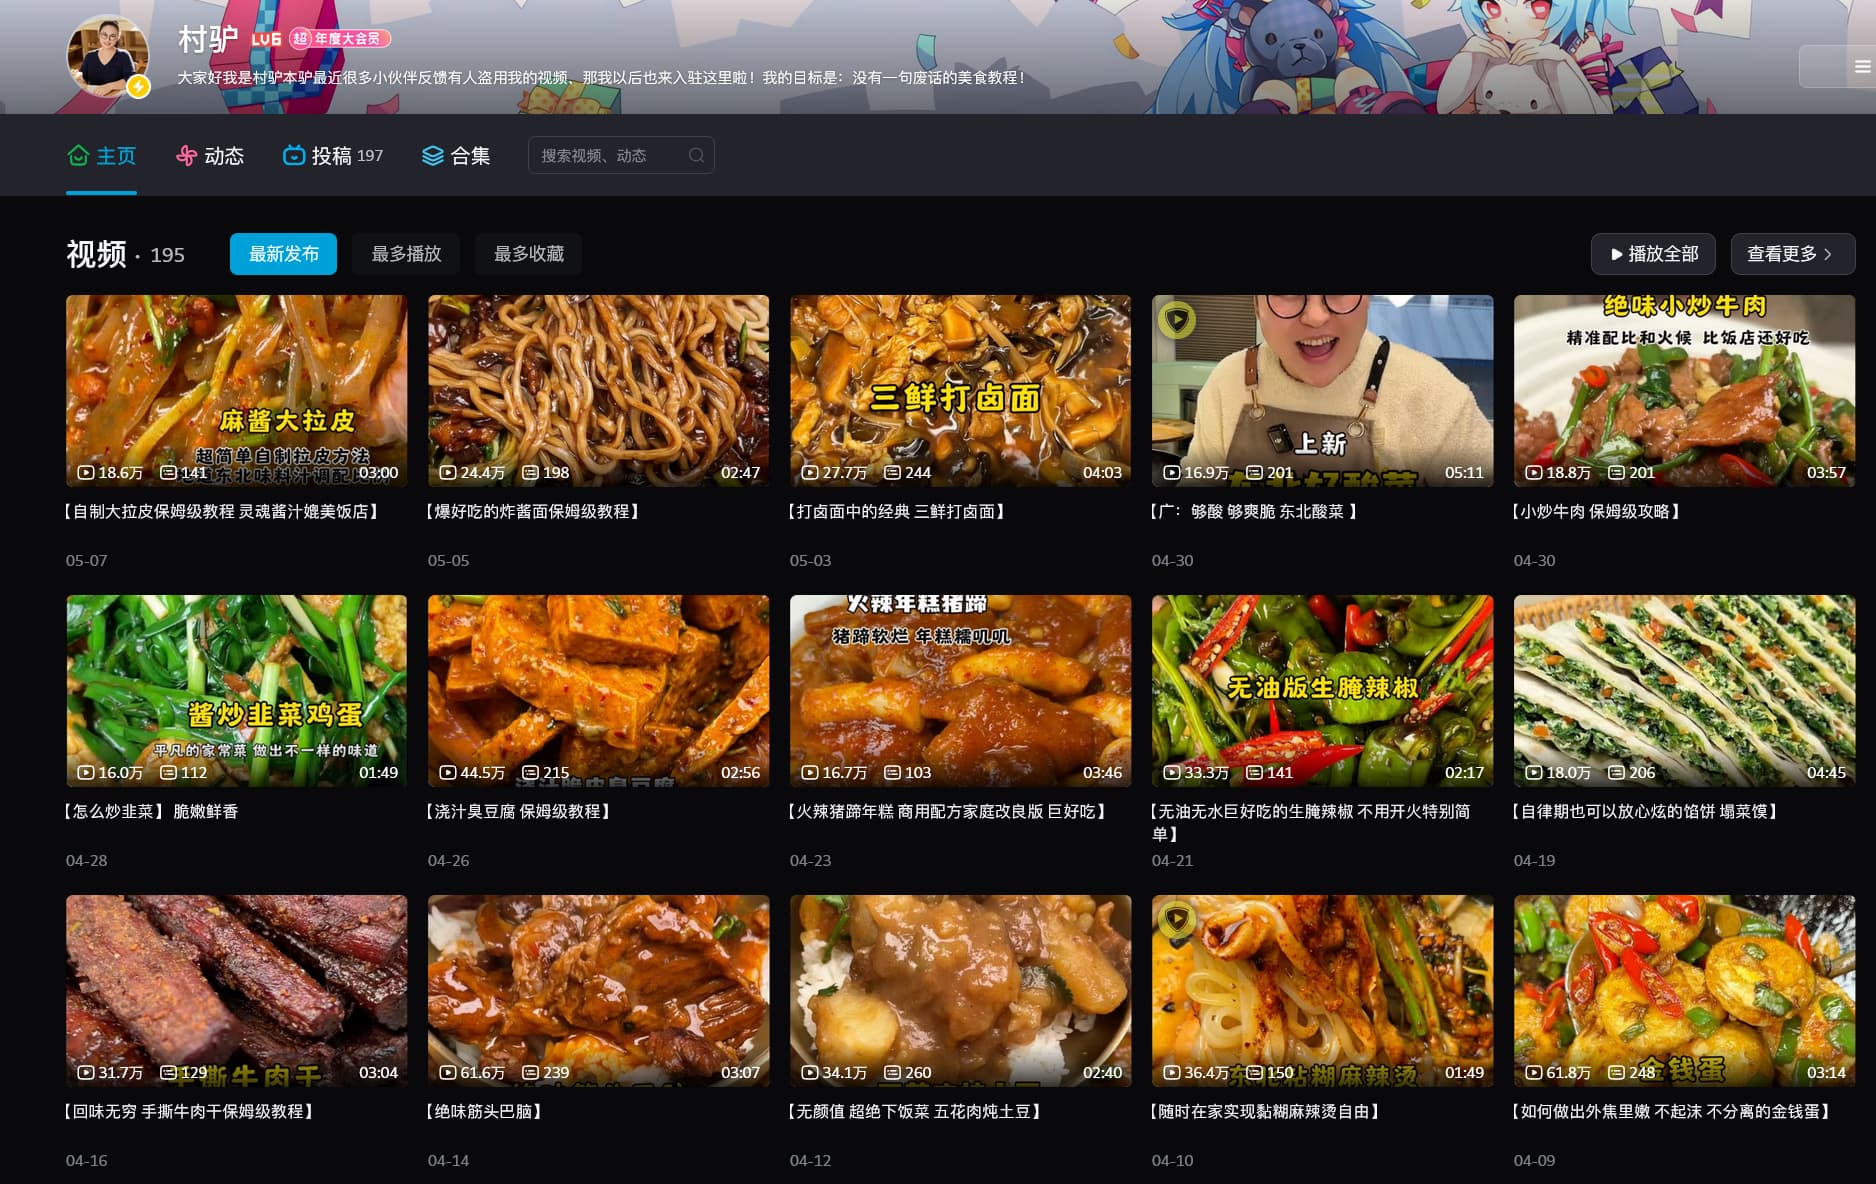 村驴 LV6 超 年度大会员
大家好我是村驴本驴最近很多小伙伴反馈有人盗用我的视频、那我以后也来入驻这里啦！我的目标是：没有一句废话的美食教程！
主页 动态 投稿 197 合集 搜索视频、动态
视频 · 195 最新发布 最多播放 最多收藏 播放全部 查看更多
麻酱大拉皮
超简单自制拉皮方法
18.6万 141 03:00
【自制大拉皮保姆级教程 灵魂酱汁媲美饭店】
05-07
24.4万 198 02:47
【爆好吃的炸酱面保姆级教程】
05-05
三鲜打卤面
27.7万 244 04:03
【打卤面中的经典 三鲜打卤面】
05-03
上新
16.9万 201 05:11
【广：够酸 够爽脆 东北酸菜 】
04-30
绝味小炒牛肉
精准配比和火候 比饭店还好吃
18.8万 201 03:57
【小炒牛肉 保姆级攻略】
04-30
酱炒韭菜鸡蛋
平凡的家常菜 做出不一样的味道
16.0万 112 01:49
【怎么炒韭菜】脆嫩鲜香
04-28
44.5万 215 02:56
【浇汁臭豆腐 保姆级教程】
04-26
火辣年糕猪蹄
猪蹄软烂 年糕糯叽叽
16.7万 103 03:46
【火辣猪蹄年糕 商用配方家庭改良版 巨好吃】
04-23
无油版生腌辣椒
33.3万 141 02:17
【无油无水巨好吃的生腌辣椒 不用开火特别简
单】
04-21
18.0万 206 04:45
【自律期也可以放心炫的馅饼 塌菜馍】
04-19
手撕牛肉干
31.7万 129 03:04
【回味无穷 手撕牛肉干保姆级教程】
04-16
61.6万 239 03:07
【绝味筋头巴脑】
04-14
34.1万 260 02:40
【无颜值 超绝下饭菜 五花肉炖土豆】
04-12
东北粘糊麻辣烫
36.4万 150 01:49
【随时在家实现黏糊麻辣烫自由】
04-10
金钱蛋
61.8万 248 03:14
【如何做出外焦里嫩 不起沫 不分离的金钱蛋】
04-09